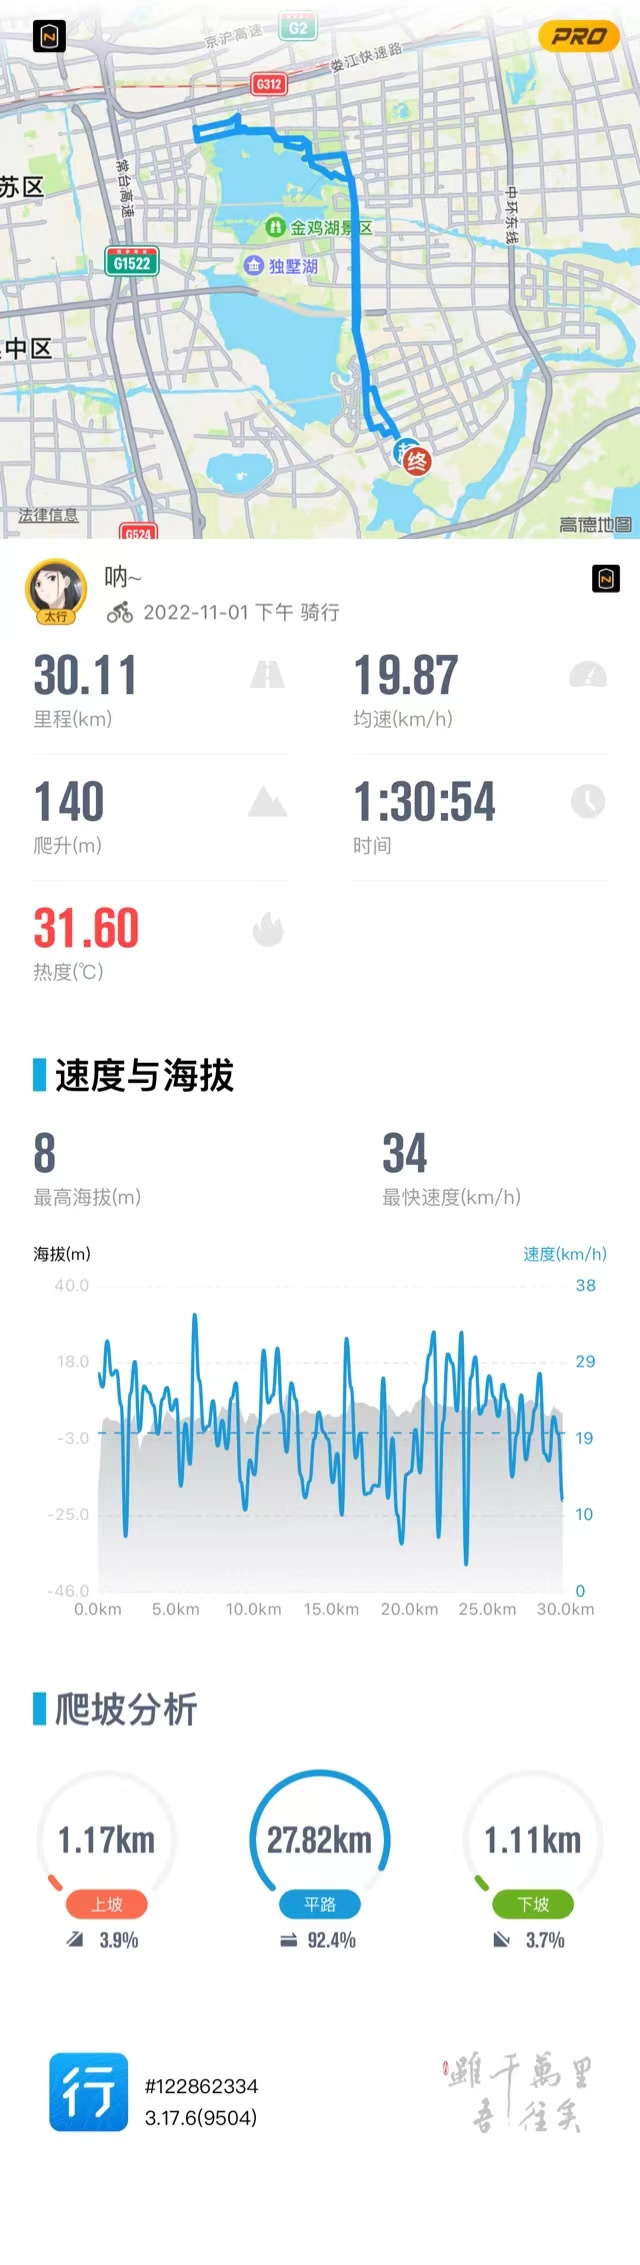 N
PRO
京沪高速
G2
娄江快速路
G312
苏区
常台高速
中环东线
金鸡湖景区
G1522
独墅湖
中区
终
法律信息
高德地图
G524
呐~
N
太行
2022-11-01 下午 骑行
30.11
19.87
里程(km)
均速(km/h)
140
1:30:54
爬升(m)
时间
31.60
热度(℃)
速度与海拔
8
34
最高海拔(m)
最快速度(km/h)
海拔(m)
速度(km/h)
40.0
38
18.0
29
-3.0
19
-25.0
10
-46.0
0
0.0km
5.0km
10.0km
15.0km
20.0km
25.0km
30.0km
爬坡分析
1.17km
27.82km
1.11km
上坡
平路
下坡
3.9%
92.4%
3.7%
行
#122862334
3.17.6(9504)
雖千萬里
吾往矣